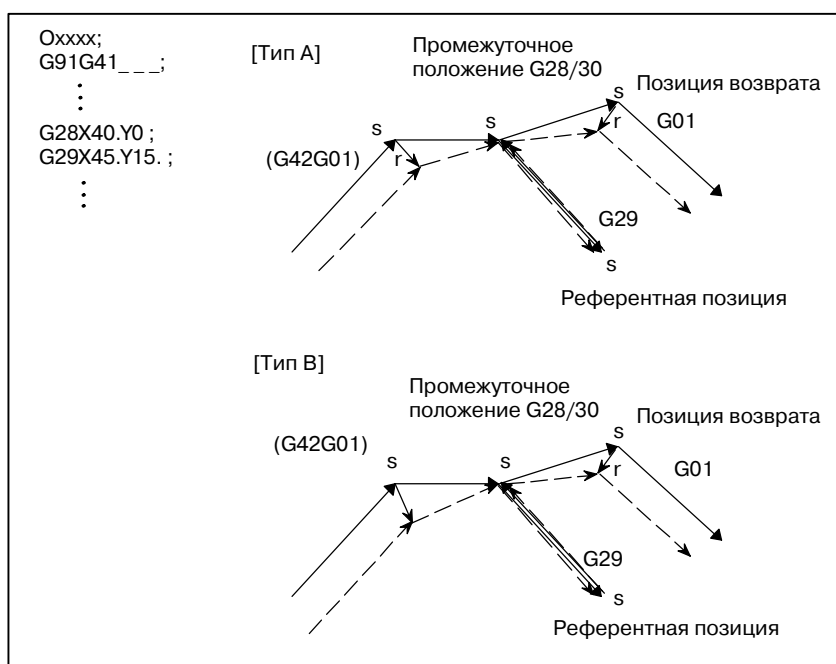 Oxxxx;
G91G41_ _ _;
G28X40.Y0 ;
G29X45.Y15. ;
[Тип A]
Промежуточное
положение G28/30
Позиция возврата
s
s
s
r
r
G01
(G42G01)
G29
s
Референтная позиция
[Тип B]
Промежуточное
положение G28/30
Позиция возврата
(G42G01)
s
s
s
r
G01
G29
s
Референтная позиция